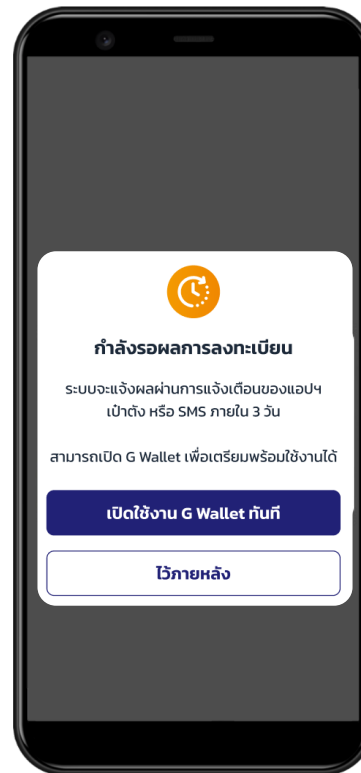 กำลังรอผลการลงทะเบียน
ระบบจะแจ้งผลผ่านการแจ้งเตือนของแอปฯ
เป๋าตัง หรือ SMS ภายใน 3 วัน
สามารถเปิด G Wallet เพื่อเตรียมพร้อมใช้งานได้
เปิดใช้งาน G Wallet ทันที
ไว้ภายหลัง